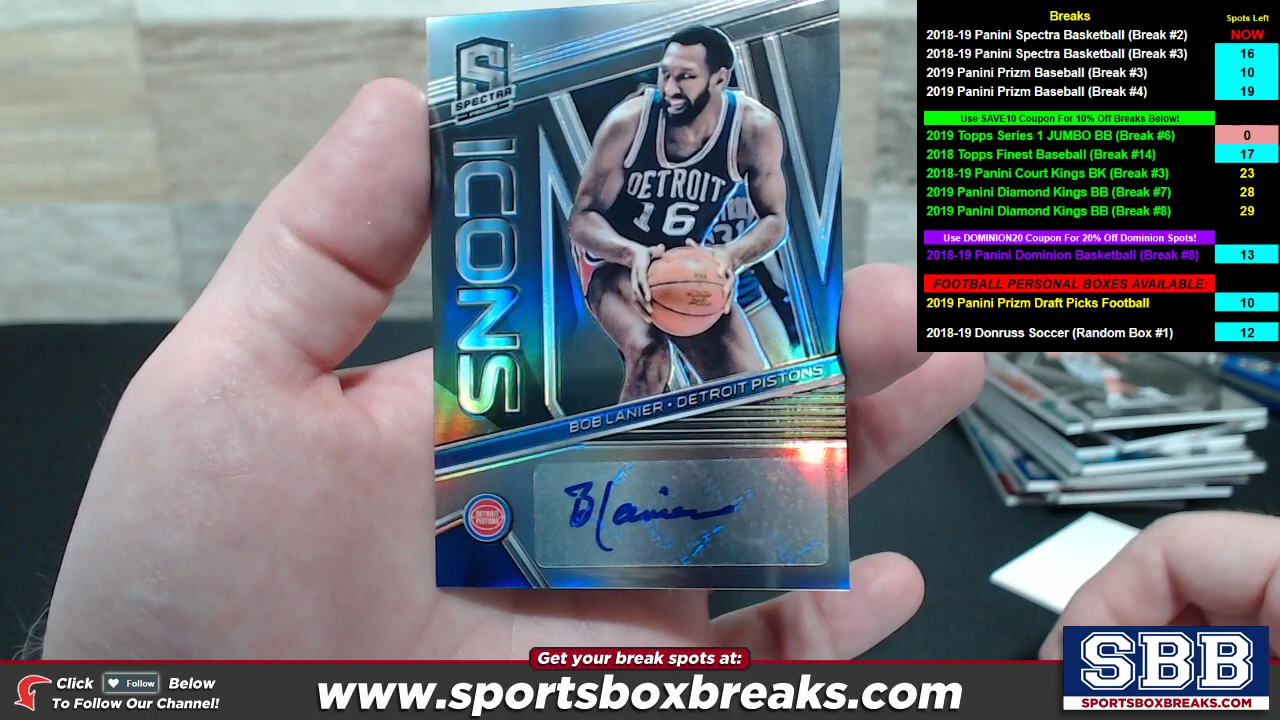 SPECTRA
ICONS
DETROIT
16
31
BOB LANIER • DETROIT PISTONS
DETROIT
PISTONS
B Lanier
Breaks Spots Left
2018-19 Panini Spectra Basketball (Break #2) NOW
2018-19 Panini Spectra Basketball (Break #3) 16
2019 Panini Prizm Baseball (Break #3) 10
2019 Panini Prizm Baseball (Break #4) 19
Use SAVE10 Coupon For 10% Off Breaks Below!
2019 Topps Series 1 JUMBO BB (Break #6) 0
2018 Topps Finest Baseball (Break #14) 17
2018-19 Panini Court Kings BK (Break #3) 23
2019 Panini Diamond Kings BB (Break #7) 28
2019 Panini Diamond Kings BB (Break #8) 29
Use DOMINION20 Coupon For 20% Off Dominion Spots!
2018-19 Panini Dominion Basketball (Break #8) 13
FOOTBALL PERSONAL BOXES AVAILABLE:
2019 Panini Prizm Draft Picks Football 10
2018-19 Donruss Soccer (Random Box #1) 12
Get your break spots at:
Click Follow Below
To Follow Our Channel!
www.sportsboxbreaks.com
SBB
SPORTSBOXBREAKS.COM